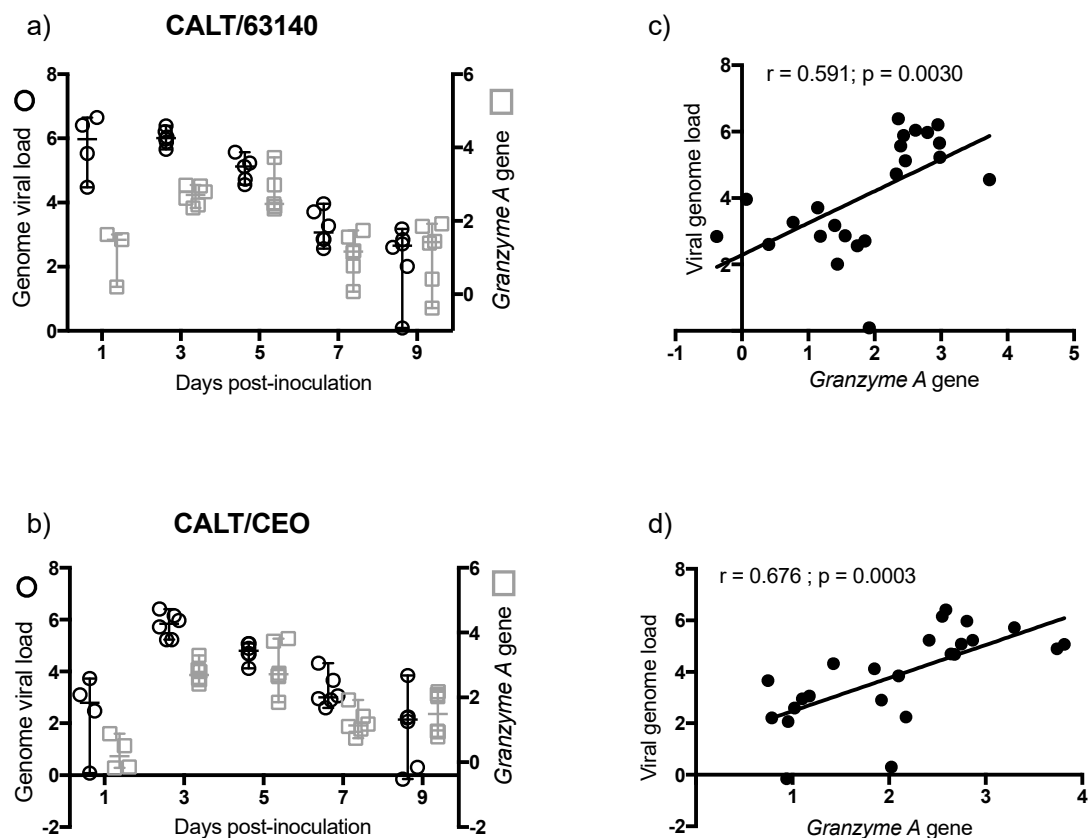 a)
CALT/63140
Genome viral load
8
6
4
2
0
6
4
2
0
Granzyme A gene
1 3 5 7 9
Days post-inoculation
c)
r = 0.591; p = 0.0030
Viral genome load
8
6
4
2
-1 0 1 2 3 4 5
Granzyme A gene
b)
CALT/CEO
Genome viral load
8
6
4
2
0
-2
6
4
2
0
-2
Granzyme A gene
1 3 5 7 9
Days post-inoculation
d)
r = 0.676 ; p = 0.0003
Viral genome load
8
6
4
2
0
-2
1 2 3 4
Granzyme A gene